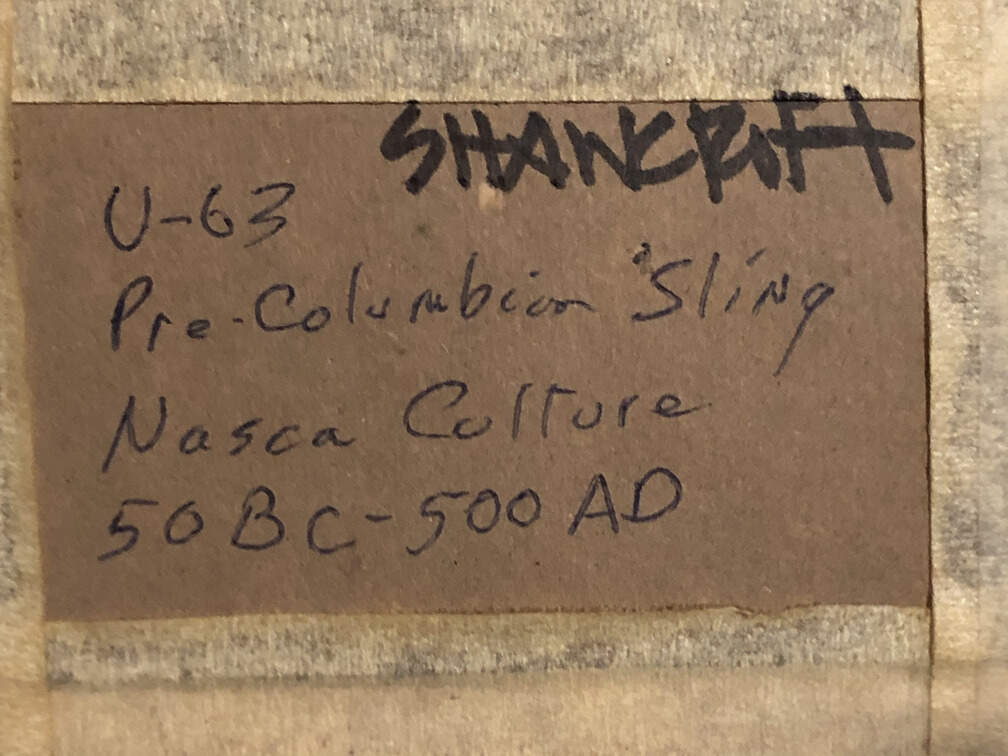 SHANCRAFT
U-63
Pre-Columbian Sling
Nasca Culture
50 BC-500 AD